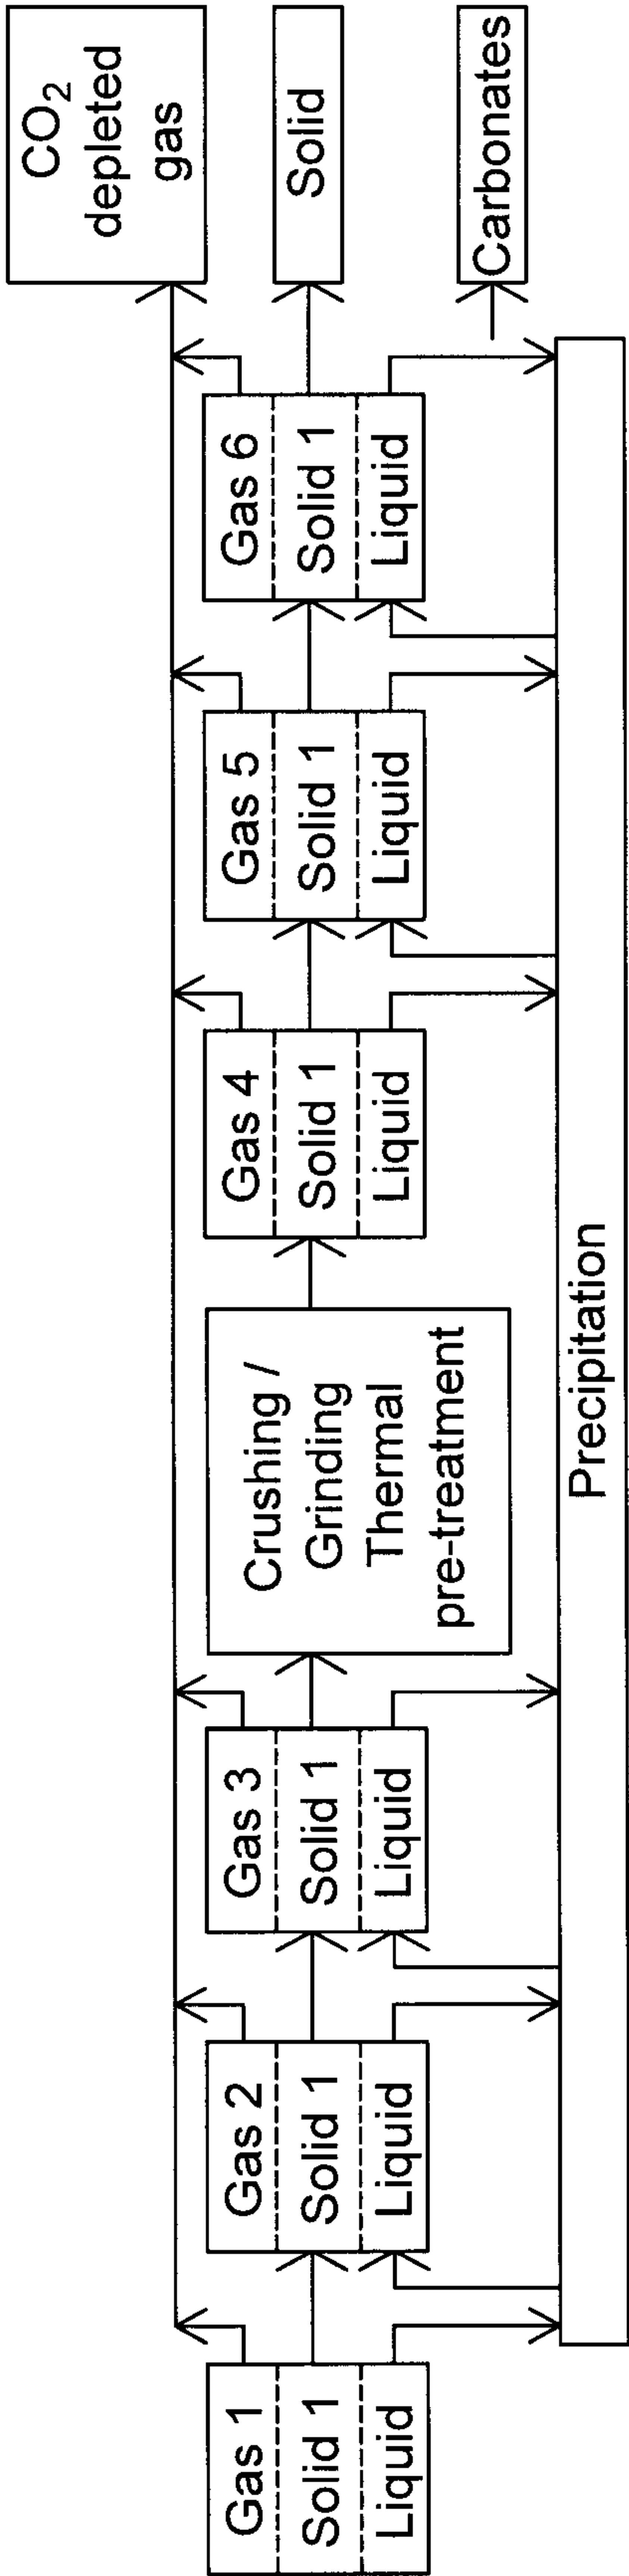 Gas 1
Solid 1
Liquid
Gas 2
Solid 1
Liquid
Gas 3
Solid 1
Liquid
Crushing /
Grinding
Thermal
pre-treatment
Gas 4
Solid 1
Liquid
Gas 5
Solid 1
Liquid
Gas 6
Solid 1
Liquid
CO2
depleted
gas
Solid
Carbonates
Precipitation